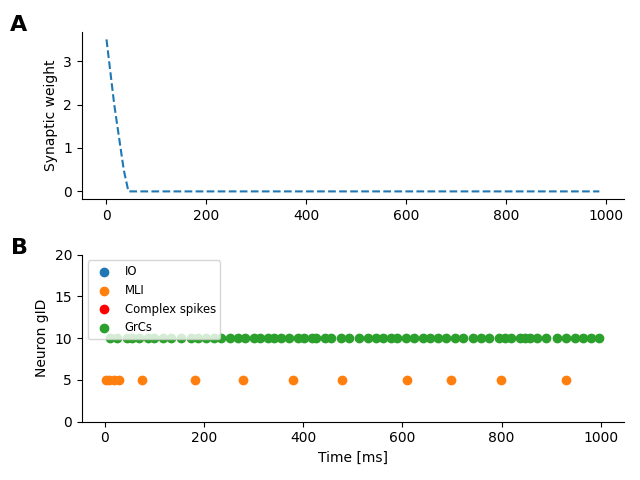 A
Synaptic weight
3
2
1
0
0 200 400 600 800 1000
B
Neuron gID
20
15
10
5
0
IO
MLI
Complex spikes
GrCs
0 200 400 600 800 1000
Time [ms]